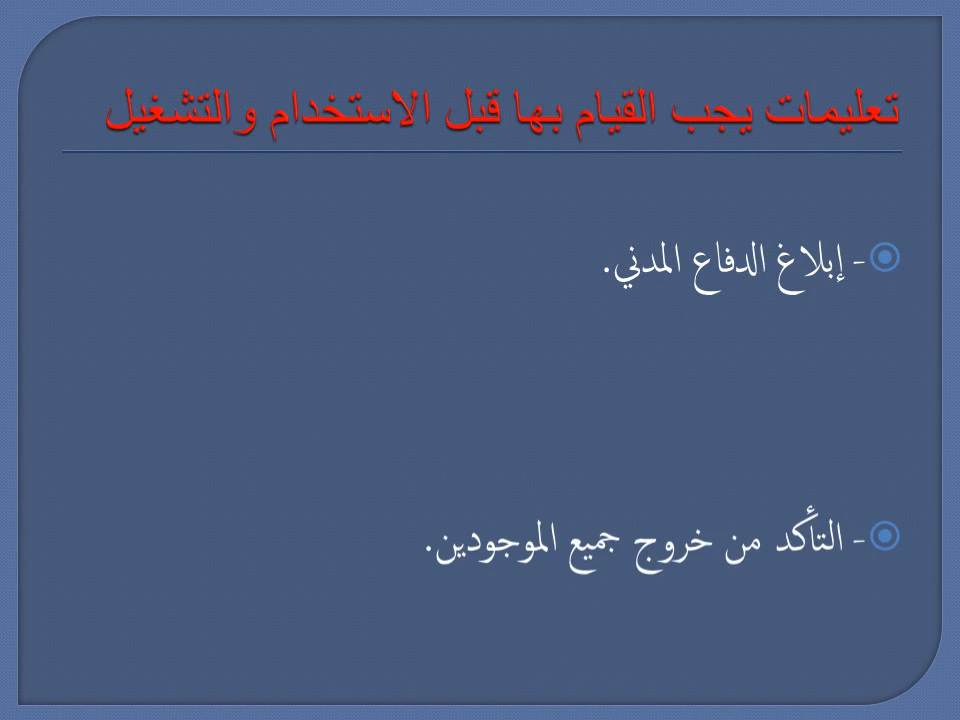 تعليمات يجب القيام بها قبل الاستخدام والتشغيل
- إبلاغ الدفاع المدني.
- التأكد من خروج جميع الموجودين.